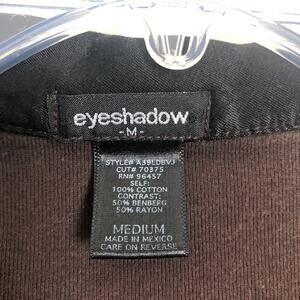 eyeshadow
- M -
STYLE# A39LDBVJ
CUT# 70375
RN# 96457
SELF:
100% COTTON
CONTRAST:
50% BENBERG
50% RAYON
MEDIUM
MADE IN MEXICO
CARE ON REVERSE